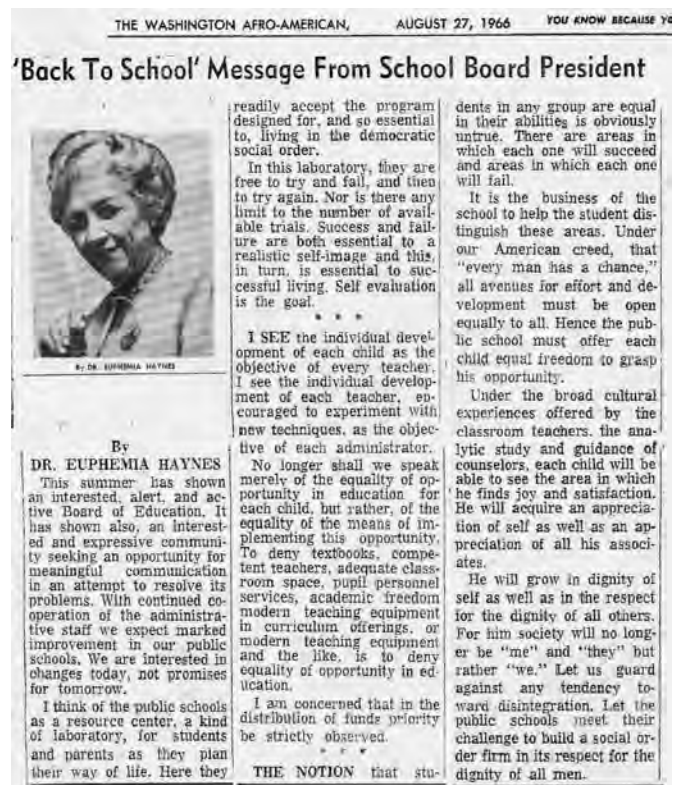 THE WASHINGTON AFRO-AMERICAN, AUGUST 27, 1966 YOU KNOW BECAUSE
'Back To School' Message From School Board President
By DR. EUPHEMIA HAYNES
By
DR. EUPHEMIA HAYNES
This summer has shown
an interested, alert, and ac-
tive Board of Education. It
has shown also, an interest-
ed and expressive communi-
ty seeking an opportunity for
meaningful communication
in an attempt to resolve its
problems. With continued co-
operation of the administra-
tive staff we expect marked
improvement in our public
schools. We are interested in
changes today, not promises
for tomorrow.
I think of the public schools
as a resource center, a kind
of laboratory, for students
and parents as they plan
their way of life. Here they
readily accept the program
designed for, and so essential
to, living in the democratic
social order.
In this laboratory, they are
free to try and fail, and then
to try again. Nor is there any
limit to the number of avail-
able trials. Success and fail-
ure are both essential to a
realistic self-image and this,
in turn, is essential to suc-
cessful living. Self evaluation
is the goal.
* * *
I SEE the individual devel-
opment of each child as the
objective of every teacher.
I see the individual develop-
ment of each teacher, en-
couraged to experiment with
new techniques, as the objec-
tive of each administrator.
No longer shall we speak
merely of the equality of op-
portunity in education for
each child, but rather, of the
equality of the means of im-
plementing this opportunity.
To deny textbooks, compe-
tent teachers, adequate class-
room space, pupil personnel
services, academic freedom
modern teaching equipment
in curriculum offerings, or
modern teaching equipment
and the like, is to deny
equality of opportunity in ed-
ucation.
I am concerned that in the
distribution of funds priority
be strictly observed.
* * *
THE NOTION that stu-
dents in any group are equal
in their abilities is obviously
untrue. There are areas in
which each one will succeed
and areas in which each one
will fail.
It is the business of the
school to help the student dis-
tinguish these areas. Under
our American creed, that
"every man has a chance,"
all avenues for effort and de-
velopment must be open
equally to all. Hence the pub-
lic school must offer each
child equal freedom to grasp
his opportunity.
Under the broad cultural
experiences offered by the
classroom teachers, the ana-
lytic study and guidance of
counselors, each child will be
able to see the area in which
he finds joy and satisfaction.
He will acquire an apprecia-
tion of self as well as an ap-
preciation of all his associ-
ates.
He will grow in dignity of
self as well as in the respect
for the dignity of all others.
For him society will no long-
er be "me" and "they" but
rather "we." Let us guard
against any tendency to-
ward disintegration. Let the
public schools meet their
challenge to build a social or-
der firm in its respect for the
dignity of all men.